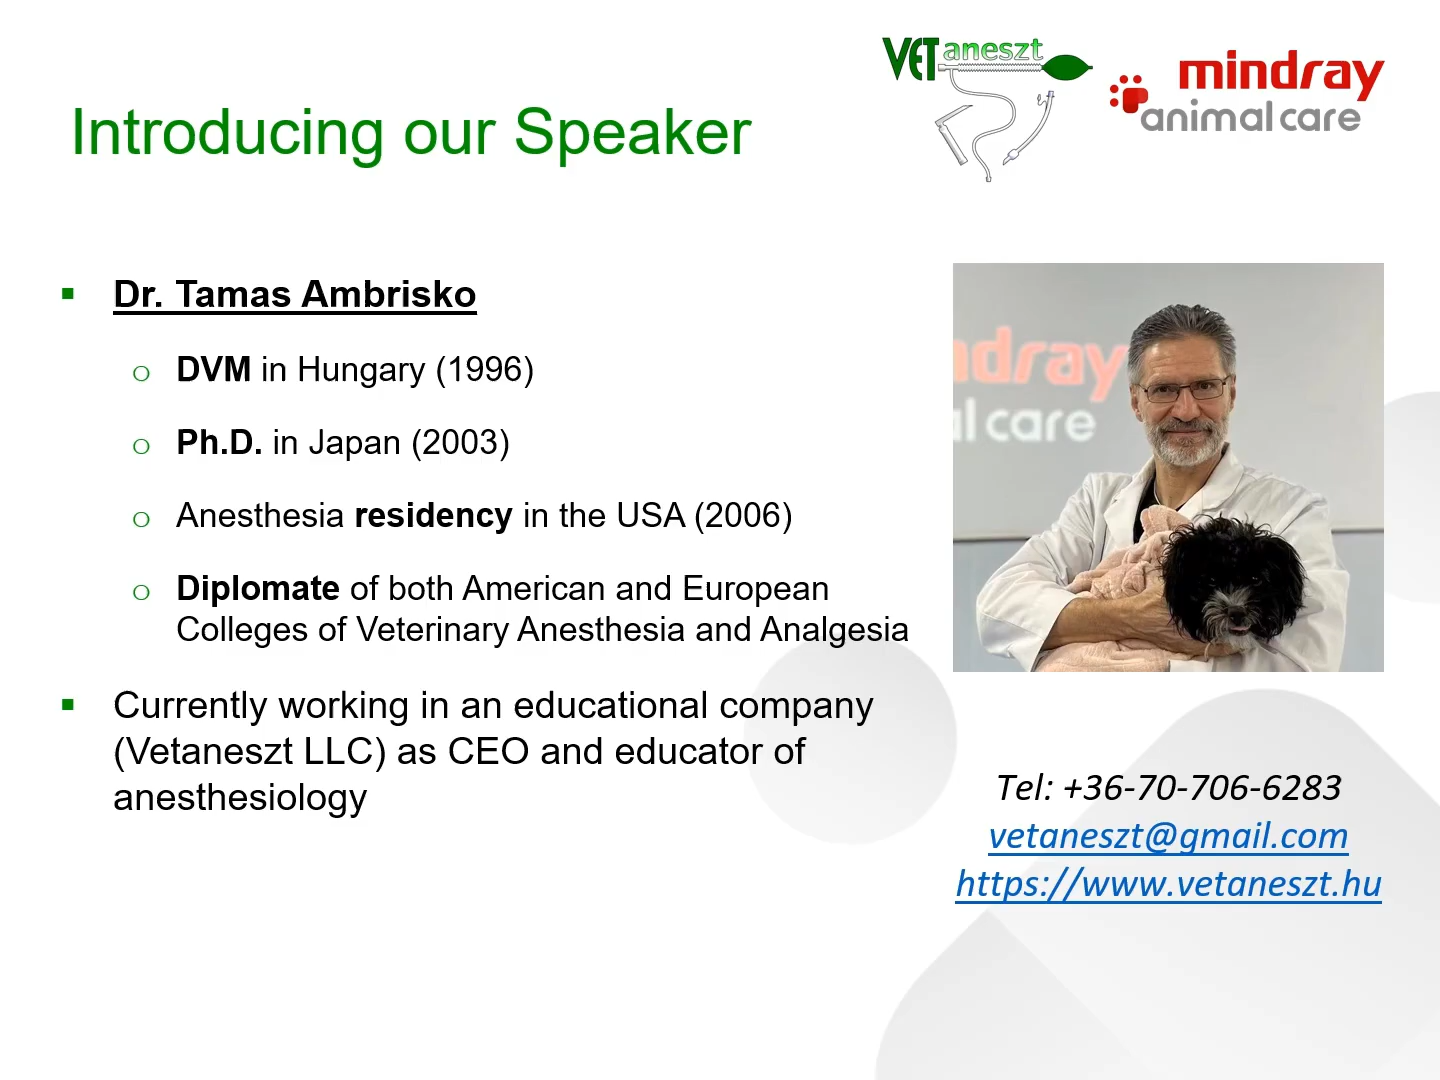 VETaneszt
mindray
animal care
Introducing our Speaker
Dr. Tamas Ambrisko
DVM in Hungary (1996)
Ph.D. in Japan (2003)
Anesthesia residency in the USA (2006)
Diplomate of both American and European
Colleges of Veterinary Anesthesia and Analgesia
Currently working in an educational company
(Vetaneszt LLC) as CEO and educator of
anesthesiology
ndray
al care
Tel: +36-70-706-6283
vetaneszt@gmail.com
https://www.vetaneszt.hu